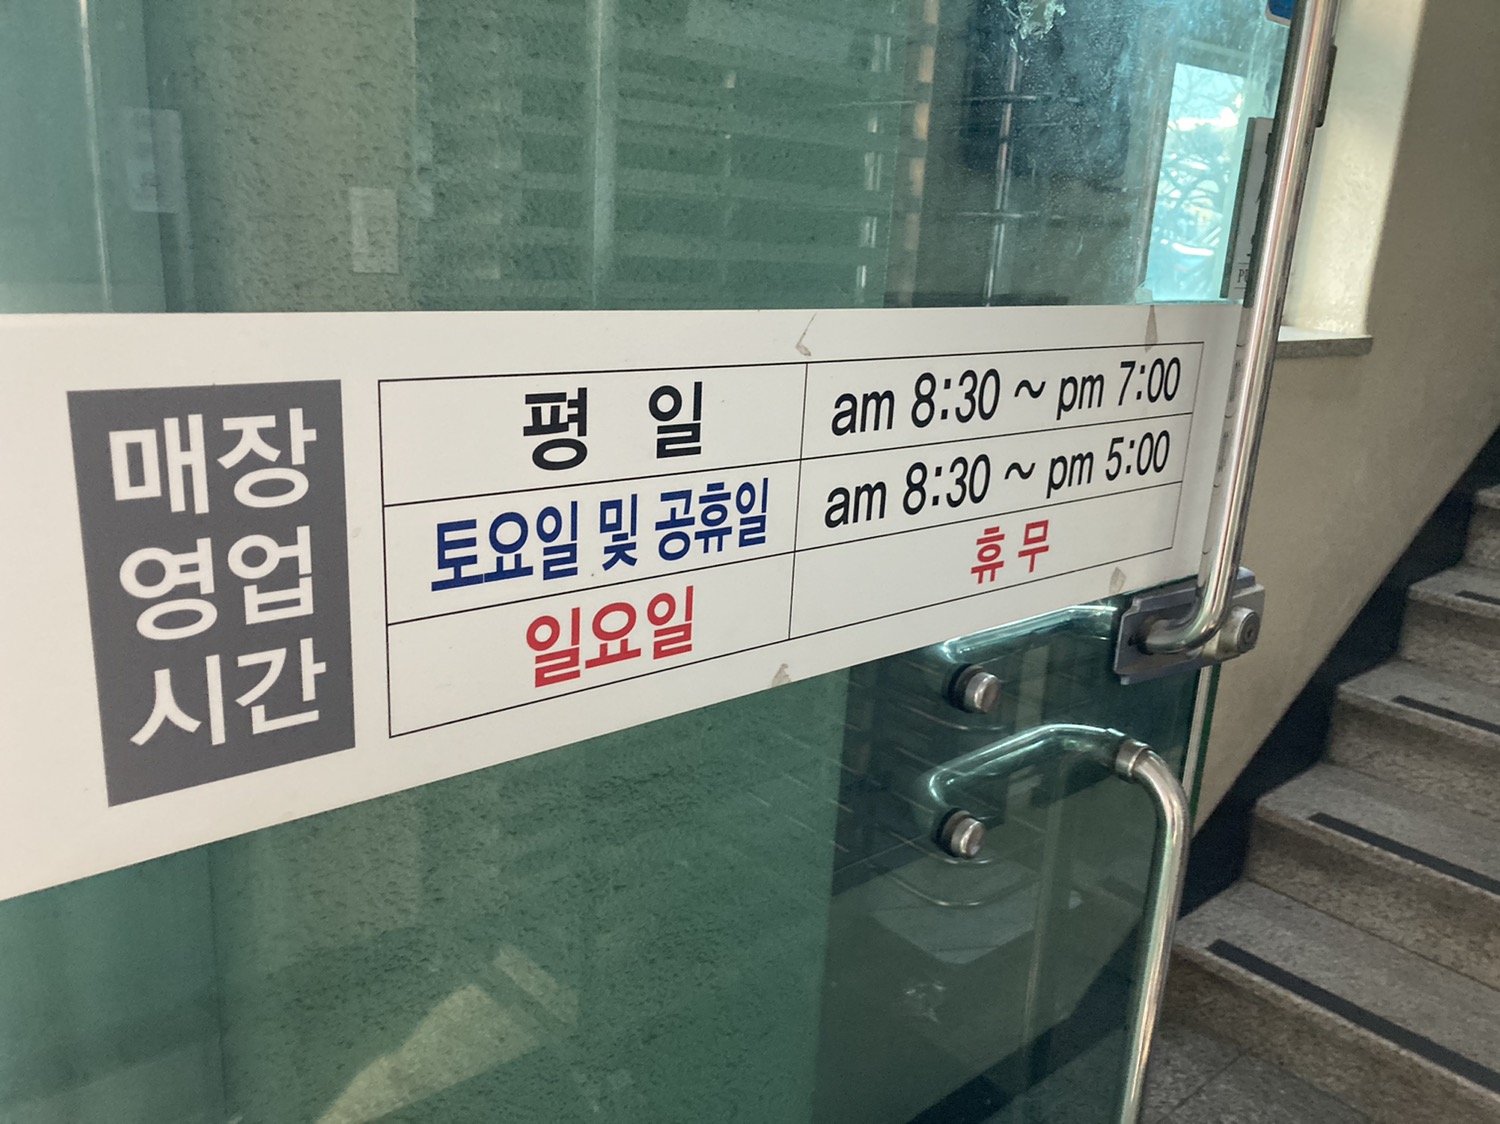 매장
영업
시간
평 일 am 8:30 ~ pm 7:00
토요일 및 공휴일 am 8:30 ~ pm 5:00
일요일 휴 무